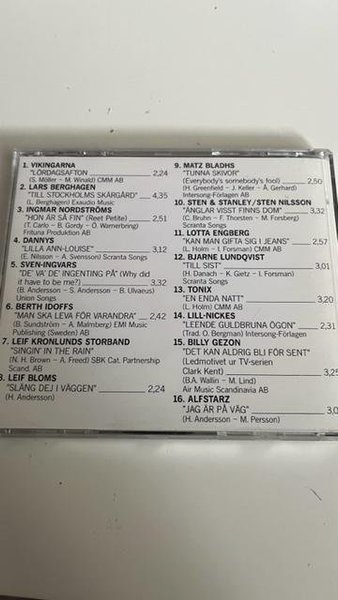 1. VIKINGARNA
"LÖRDAGSAFTON 2,24
(S. Möller – M. Winald) CMM AB
2. LARS BERGHAGEN
"TILL STOCKHOLMS SKÄRGÅRD" 4,35
(L. Berghagen) Exaudio Music
3. INGMAR NORDSTRÖMS
"HON ÄR SÅ FIN" (Reet Petite) 2,51
(T. Carlo – B. Gordy – Ö. Warnerbring)
Frituna Produktion AB
4. DANNYS
"LILLA ANN-LOUISE" 3,12
(E. Nilsson – A Svensson) Scranta Songs
5. SVEN-INGVARS
"DE' VA' DE' INGENTING PÅ" (Why did
it have to be me?) 3,32
(B. Andersson – S. Andersson – B. Ulvaeus)
Union Songs
6. BERTH IDOFFS
"MAN SKA LEVA FÖR VARANDRA" 2,42
(B. Sundström – A. Malmberg) EMI Music
Publishing (Sweden) AB
7. LEIF KRONLUNDS STORBAND
"SINGIN' IN THE RAIN"
(N. H. Brown – A. Freed) SBK Cat. Partnership
Scand. AB
8. LEIF BLOMS
"SLÄNG DEJ I VÄGGEN" 2,24
(H. Andersson)
9. MATZ BLADHS
"TUNNA SKIVOR"
(Everybody's somebody's fool) 2,50
(H. Greenfield – J. Keller – Å. Gerhard)
Intersong-Förlagen AB
10. STEN & STANLEY/STEN NILSSON
"ÄNGLAR VISST FINNS DOM" 3,32
(C. Bruhn – F. Thorsten – M. Forsberg)
Scranta Songs
11. LOTTA ENGBERG
"KAN MAN GIFTA SIG I JEANS" 2,57
(L. Holm – I. Forsman) CMM AB
12. BJARNE LUNDQVIST
"TILL SIST" 3,01
(H. Danach – K. Gietz – I. Forsman)
Scranta Songs
13. TONIX
"EN ENDA NATT" 3,20
(L. Holm) CMM AB
14. LILL-NICKES
"LEENDE GULDBRUNA ÖGON" 2,31
(Trad. O. Bergman) Intersong-Förlagen
15. BILLY GEZON
"DET KAN ALDRIG BLI FÖR SENT"
(Ledmotivet ur TV-serien
Clark Kent) 3,25
(B.A. Wallin – M. Lind)
Air Music Scandinavia AB
16. ALFSTARZ
"JAG ÄR PÅ VÄG"
(H. Andersson – M. Persson)